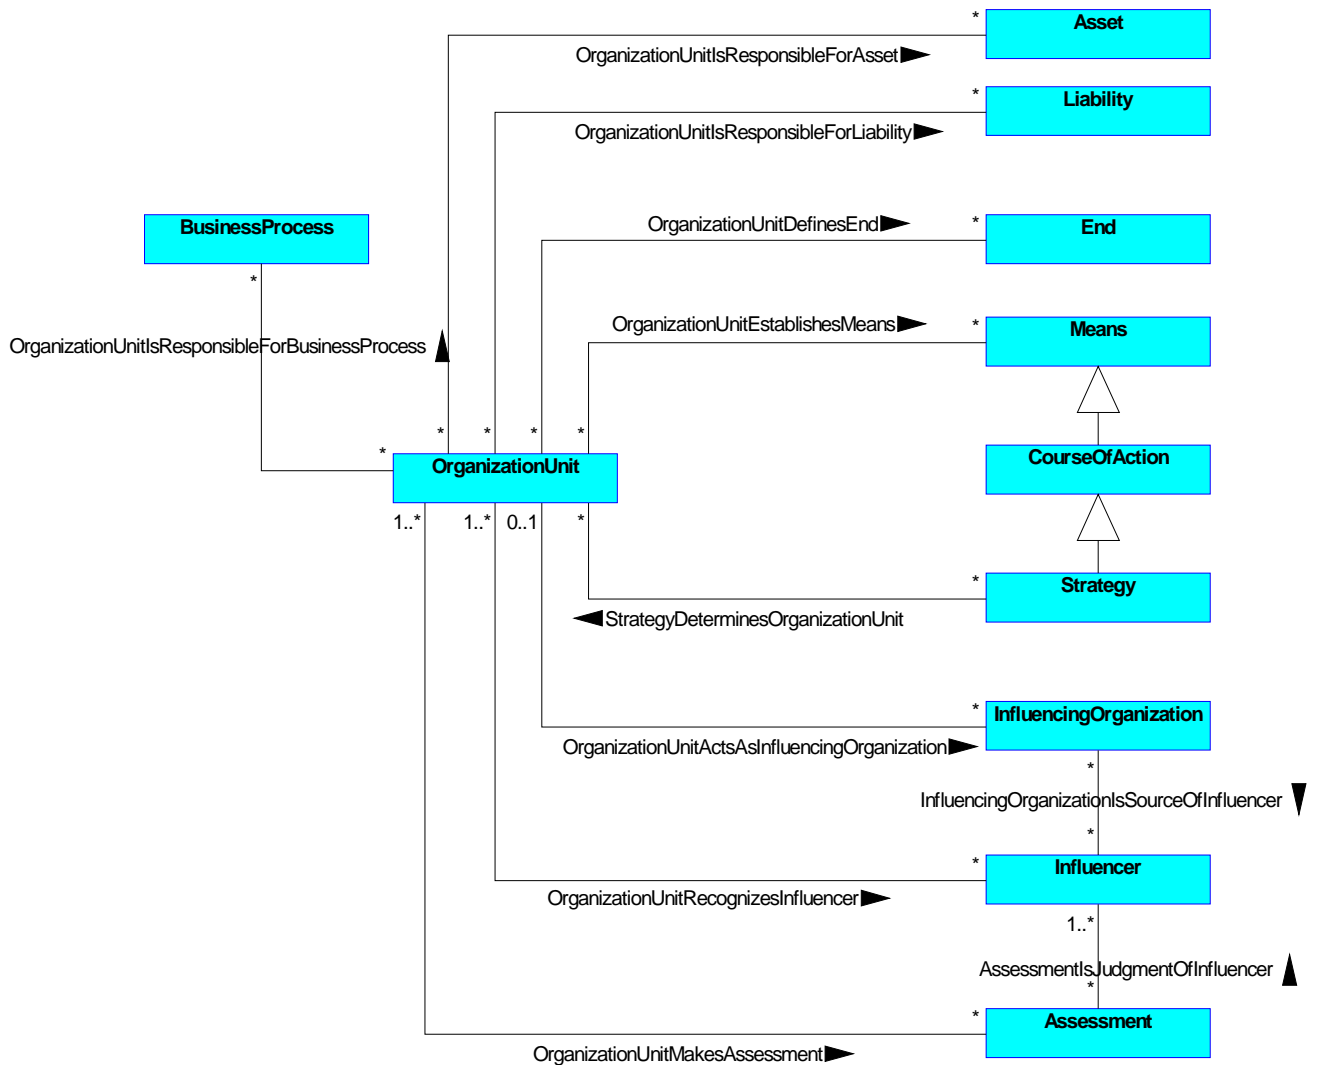 *
Asset
OrganizationUnitIsResponsibleForAsset
*
Liability
OrganizationUnitIsResponsibleForLiability
BusinessProcess
*
OrganizationUnitDefinesEnd
*
End
OrganizationUnitIsResponsibleForBusinessProcess
OrganizationUnitEstablishesMeans
*
Means
* * * * *
OrganizationUnit
CourseOfAction
1..* 1..* 0..1 *
*
Strategy
StrategyDeterminesOrganizationUnit
*
InfluencingOrganization
OrganizationUnitActsAsInfluencingOrganization
*
InfluencingOrganizationIsSourceOfInfluencer
*
*
Influencer
OrganizationUnitRecognizesInfluencer
1..*
AssessmentIsJudgmentOfInfluencer
*
*
Assessment
OrganizationUnitMakesAssessment